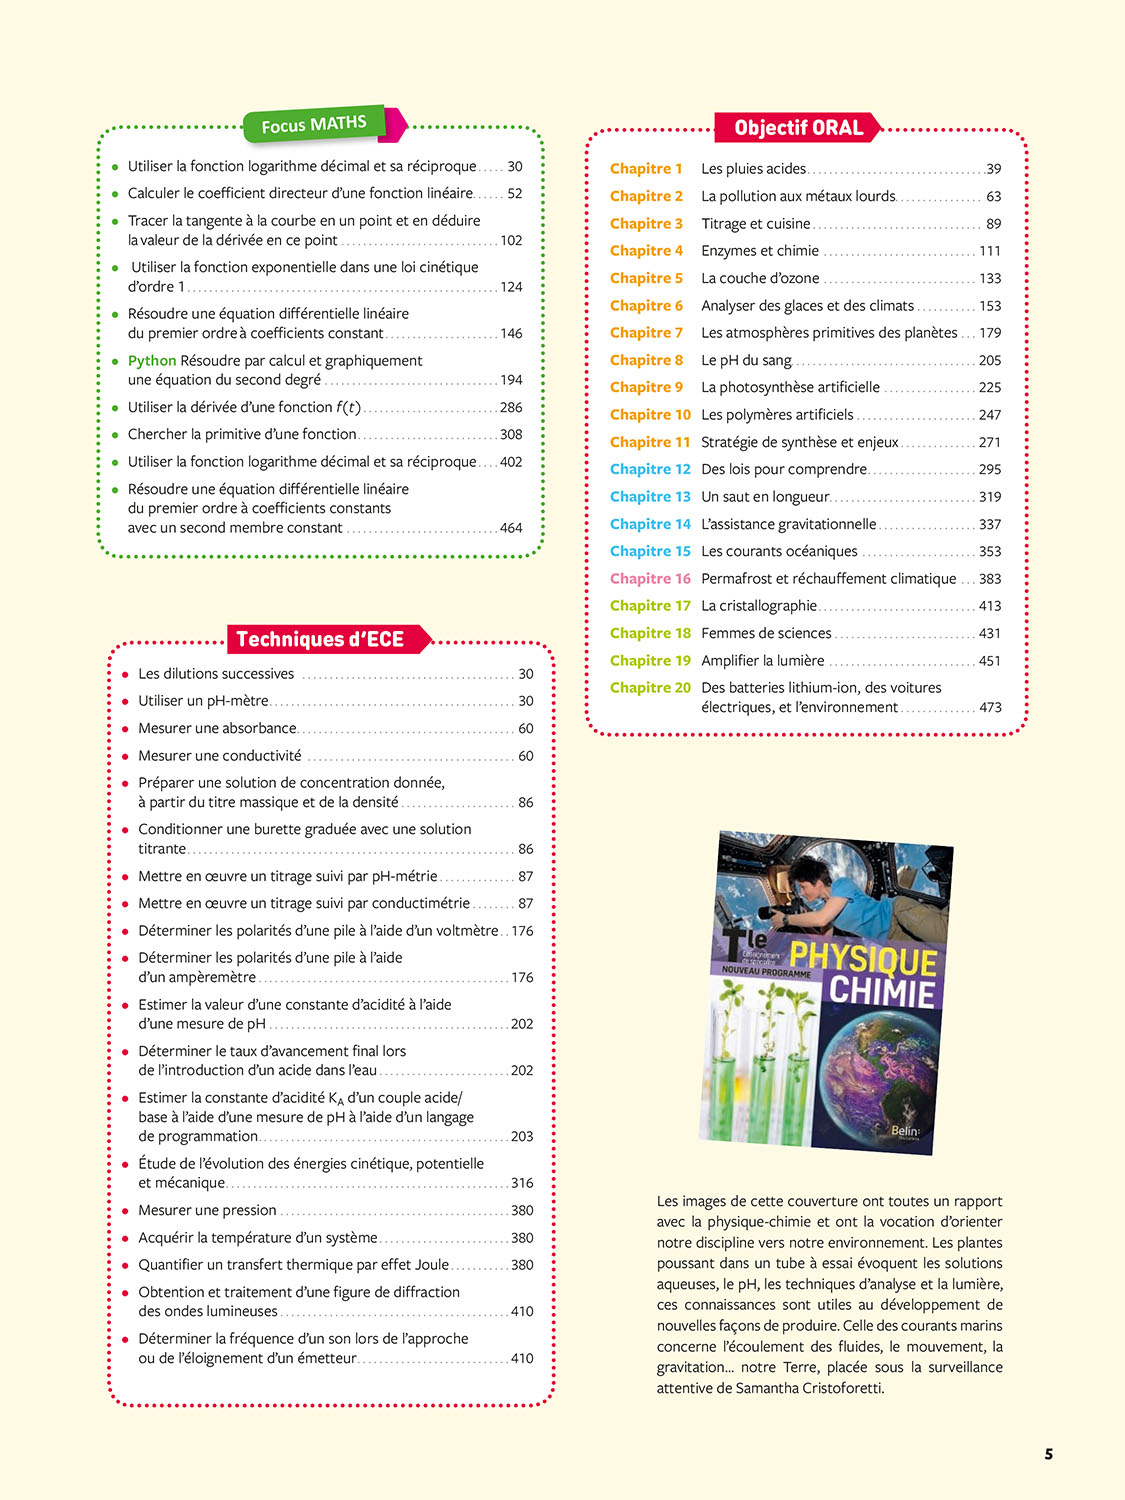 Focus MATHS
• Utiliser la fonction logarithme décimal et sa réciproque ..... 30
• Calculer le coefficient directeur d'une fonction linéaire ...... 52
• Tracer la tangente à la courbe en un point et en déduire
la valeur de la dérivée en ce point ............................. 102
• Utiliser la fonction exponentielle dans une loi cinétique
d'ordre 1 .......................................................... 124
• Résoudre une équation différentielle linéaire
du premier ordre à coefficients constant ..................... 146
• Python Résoudre par calcul et graphiquement
une équation du second degré ................................ 194
• Utiliser la dérivée d'une fonction f(t) ......................... 286
• Chercher la primitive d'une fonction .......................... 308
• Utiliser la fonction logarithme décimal et sa réciproque .... 402
• Résoudre une équation différentielle linéaire
du premier ordre à coefficients constants
avec un second membre constant ............................ 464
Techniques d'ECE
• Les dilutions successives ....................................... 30
• Utiliser un pH-mètre ............................................. 30
• Mesurer une absorbance ........................................ 60
• Mesurer une conductivité ....................................... 60
• Préparer une solution de concentration donnée,
à partir du titre massique et de la densité ..................... 86
• Conditionner une burette graduée avec une solution
titrante ............................................................. 86
• Mettre en œuvre un titrage suivi par pH-métrie .............. 87
• Mettre en œuvre un titrage suivi par conductimétrie ........ 87
• Déterminer les polarités d'une pile à l'aide d'un voltmètre .. 176
• Déterminer les polarités d'une pile à l'aide
d'un ampèremètre ............................................... 176
• Estimer la valeur d'une constante d'acidité à l'aide
d'une mesure de pH ............................................. 202
• Déterminer le taux d'avancement final lors
de l'introduction d'un acide dans l'eau ........................ 202
• Estimer la constante d'acidité KA d'un couple acide/
base à l'aide d'une mesure de pH à l'aide d'un langage
de programmation ............................................... 203
• Étude de l'évolution des énergies cinétique, potentielle
et mécanique ..................................................... 316
• Mesurer une pression ........................................... 380
• Acquérir la température d'un système ........................ 380
• Quantifier un transfert thermique par effet Joule ........... 380
• Obtention et traitement d'une figure de diffraction
des ondes lumineuses ........................................... 410
• Déterminer la fréquence d'un son lors de l'approche
ou de l'éloignement d'un émetteur ............................ 410
Objectif ORAL
Chapitre 1 Les pluies acides ................................. 39
Chapitre 2 La pollution aux métaux lourds ................ 63
Chapitre 3 Titrage et cuisine ............................... 89
Chapitre 4 Enzymes et chimie ............................ 111
Chapitre 5 La couche d'ozone ............................ 133
Chapitre 6 Analyser des glaces et des climats ........... 153
Chapitre 7 Les atmosphères primitives des planètes ... 179
Chapitre 8 Le pH du sang ................................. 205
Chapitre 9 La photosynthèse artificielle ................. 225
Chapitre 10 Les polymères artificiels ...................... 247
Chapitre 11 Stratégie de synthèse et enjeux .............. 271
Chapitre 12 Des lois pour comprendre .................... 295
Chapitre 13 Un saut en longueur ........................... 319
Chapitre 14 L'assistance gravitationnelle .................. 337
Chapitre 15 Les courants océaniques ..................... 353
Chapitre 16 Permafrost et réchauffement climatique ... 383
Chapitre 17 La cristallographie ............................. 413
Chapitre 18 Femmes de sciences .......................... 431
Chapitre 19 Amplifier la lumière ........................... 451
Chapitre 20 Des batteries lithium-ion, des voitures
électriques, et l'environnement .............. 473
Tle
Enseignement
de spécialité
NOUVEAU PROGRAMME
PHYSIQUE
CHIMIE
Belin:
Les images de cette couverture ont toutes un rapport
avec la physique-chimie et ont la vocation d'orienter
notre discipline vers notre environnement. Les plantes
poussant dans un tube à essai évoquent les solutions
aqueuses, le pH, les techniques d'analyse et la lumière,
ces connaissances sont utiles au développement de
nouvelles façons de produire. Celle des courants marins
concerne l'écoulement des fluides, le mouvement, la
gravitation... notre Terre, placée sous la surveillance
attentive de Samantha Cristoforetti.
5